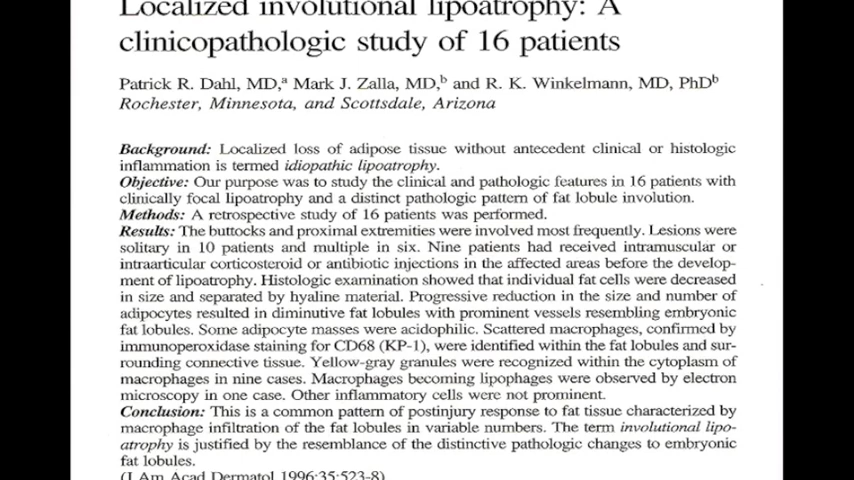 Localized involutional lipoatrophy: A
clinicopathologic study of 16 patients
Patrick R. Dahl, MD,ᵃ Mark J. Zalla, MD,ᵇ and R. K. Winkelmann, MD, PhDᵇ
Rochester, Minnesota, and Scottsdale, Arizona
Background: Localized loss of adipose tissue without antecedent clinical or histologic
inflammation is termed idiopathic lipoatrophy.
Objective: Our purpose was to study the clinical and pathologic features in 16 patients with
clinically focal lipoatrophy and a distinct pathologic pattern of fat lobule involution.
Methods: A retrospective study of 16 patients was performed.
Results: The buttocks and proximal extremities were involved most frequently. Lesions were
solitary in 10 patients and multiple in six. Nine patients had received intramuscular or
intraarticular corticosteroid or antibiotic injections in the affected areas before the develop-
ment of lipoatrophy. Histologic examination showed that individual fat cells were decreased
in size and separated by hyaline material. Progressive reduction in the size and number of
adipocytes resulted in diminutive fat lobules with prominent vessels resembling embryonic
fat lobules. Some adipocyte masses were acidophilic. Scattered macrophages, confirmed by
immunoperoxidase staining for CD68 (KP-1), were identified within the fat lobules and sur-
rounding connective tissue. Yellow-gray granules were recognized within the cytoplasm of
macrophages in nine cases. Macrophages becoming lipophages were observed by electron
microscopy in one case. Other inflammatory cells were not prominent.
Conclusion: This is a common pattern of postinjury response to fat tissue characterized by
macrophage infiltration of the fat lobules in variable numbers. The term involutional lipo-
atrophy is justified by the resemblance of the distinctive pathologic changes to embryonic
fat lobules.
(J Am Acad Dermatol 1996;35:523-8)